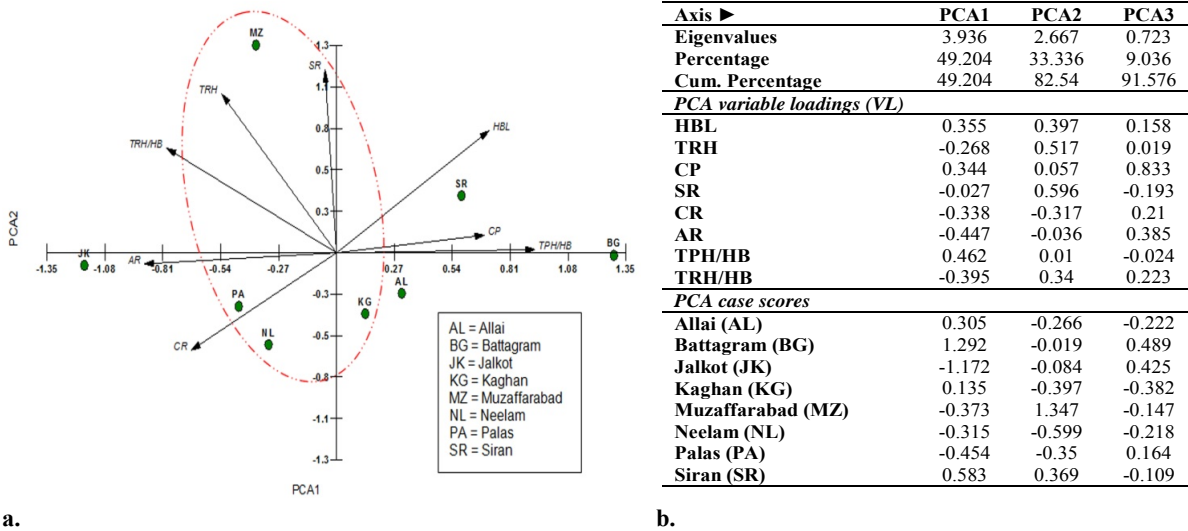 MZ
1.3
SR
1.1
TRH
0.8
HBL
TRH/HB
0.5
SR
0.3
CP
TPH/HB
BG
JK
AR
-1.35 -1.08 -0.81 -0.54 -0.27 0.27 0.54 0.81 1.08 1.35
AL
-0.3
PA
KG
NL
-0.5
CR
-0.8
-1.1
-1.3
PCA2
PCA1
AL = Allai
BG = Battagram
JK = Jalkot
KG = Kaghan
MZ = Muzaffarabad
NL = Neelam
PA = Palas
SR = Siran
a.
Axis ► PCA1 PCA2 PCA3
Eigenvalues 3.936 2.667 0.723
Percentage 49.204 33.336 9.036
Cum. Percentage 49.204 82.54 91.576
PCA variable loadings (VL)
HBL 0.355 0.397 0.158
TRH -0.268 0.517 0.019
CP 0.344 0.057 0.833
SR -0.027 0.596 -0.193
CR -0.338 -0.317 0.21
AR -0.447 -0.036 0.385
TPH/HB 0.462 0.01 -0.024
TRH/HB -0.395 0.34 0.223
PCA case scores
Allai (AL) 0.305 -0.266 -0.222
Battagram (BG) 1.292 -0.019 0.489
Jalkot (JK) -1.172 -0.084 0.425
Kaghan (KG) 0.135 -0.397 -0.382
Muzaffarabad (MZ) -0.373 1.347 -0.147
Neelam (NL) -0.315 -0.599 -0.218
Palas (PA) -0.454 -0.35 0.164
Siran (SR) 0.583 0.369 -0.109
b.